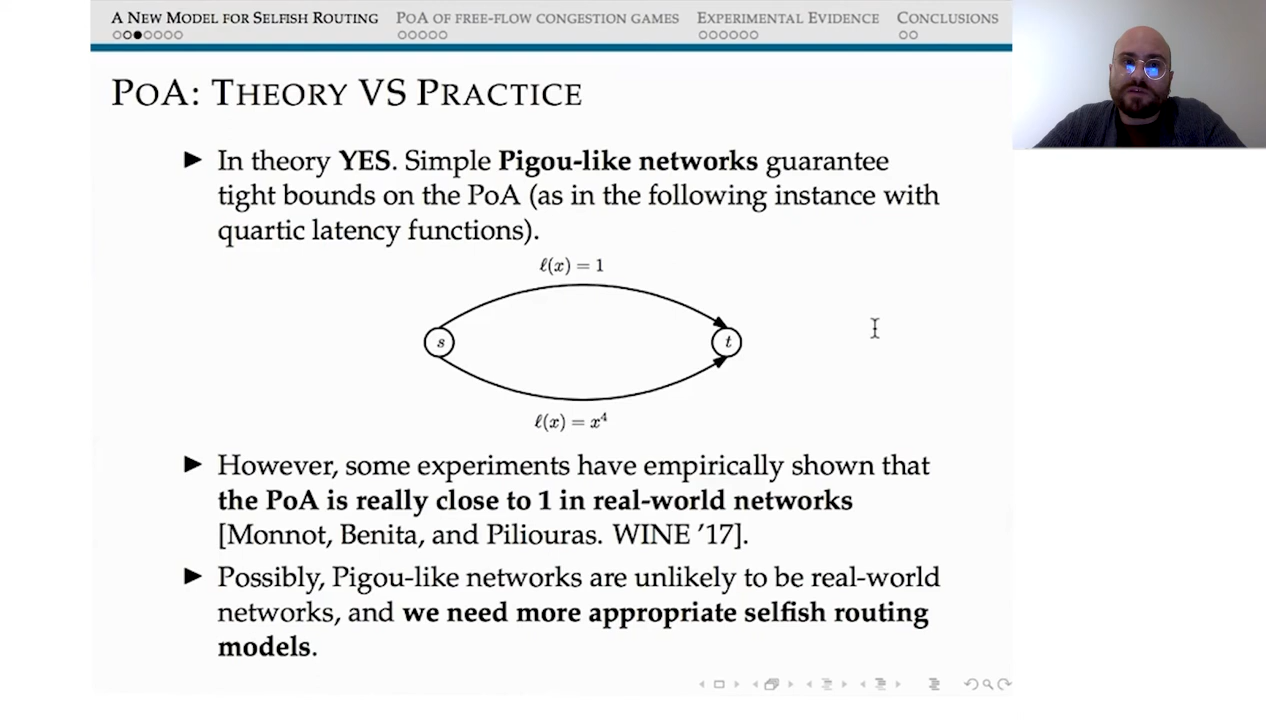 A New Model for Selfish Routing PoA of free-flow congestion games Experimental Evidence Conclusions
PoA: Theory VS Practice
► In theory YES. Simple Pigou-like networks guarantee
tight bounds on the PoA (as in the following instance with
quartic latency functions).
ℓ(x) = 1
s t
ℓ(x) = x⁴
► However, some experiments have empirically shown that
the PoA is really close to 1 in real-world networks
[Monnot, Benita, and Piliouras. WINE '17].
► Possibly, Pigou-like networks are unlikely to be real-world
networks, and we need more appropriate selfish routing
models.